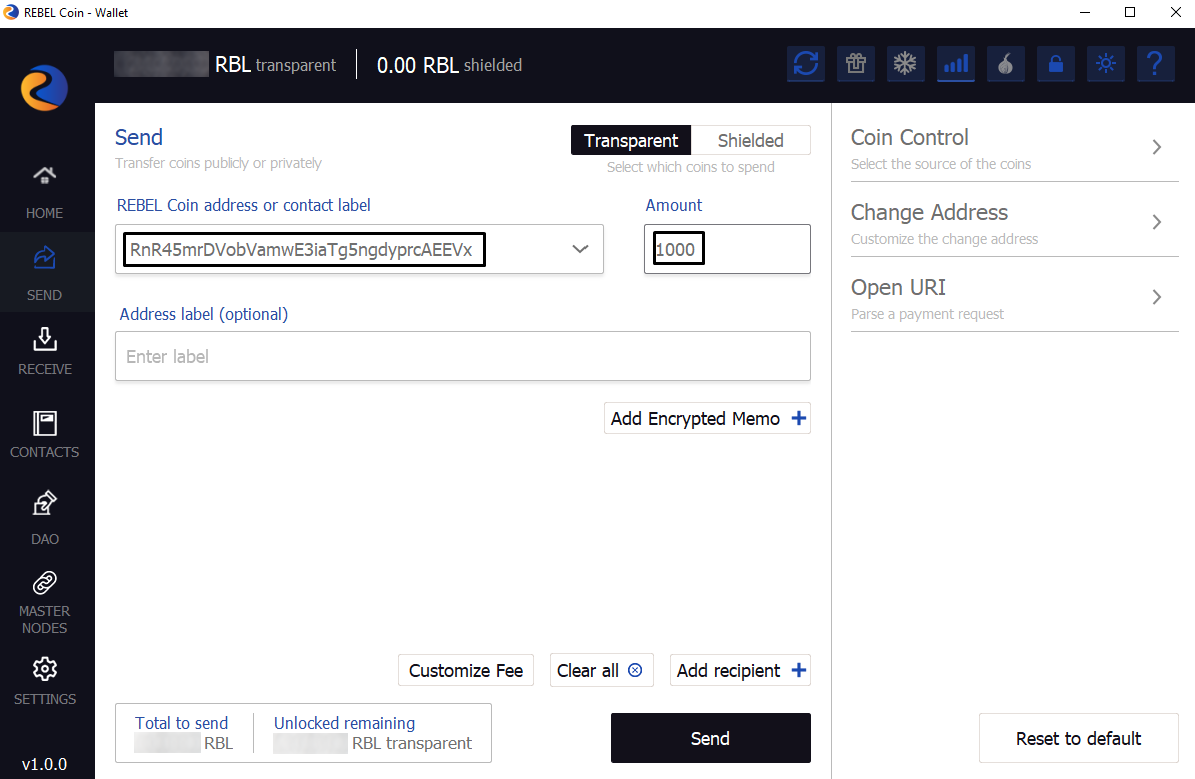 REBEL Coin - Wallet
RBL transparent
0.00 RBL shielded
HOME
SEND
RECEIVE
CONTACTS
DAO
MASTER
NODES
SETTINGS
v1.0.0
Send
Transfer coins publicly or privately
Transparent
Shielded
Select which coins to spend
REBEL Coin address or contact label
Amount
RnR45mrDVobVamwE3iaTg5ngdyprcAEEVx
1000
Address label (optional)
Enter label
Add Encrypted Memo
Customize Fee
Clear all
Add recipient
Total to send
RBL
Unlocked remaining
RBL transparent
Send
Coin Control
Select the source of the coins
Change Address
Customize the change address
Open URI
Parse a payment request
Reset to default